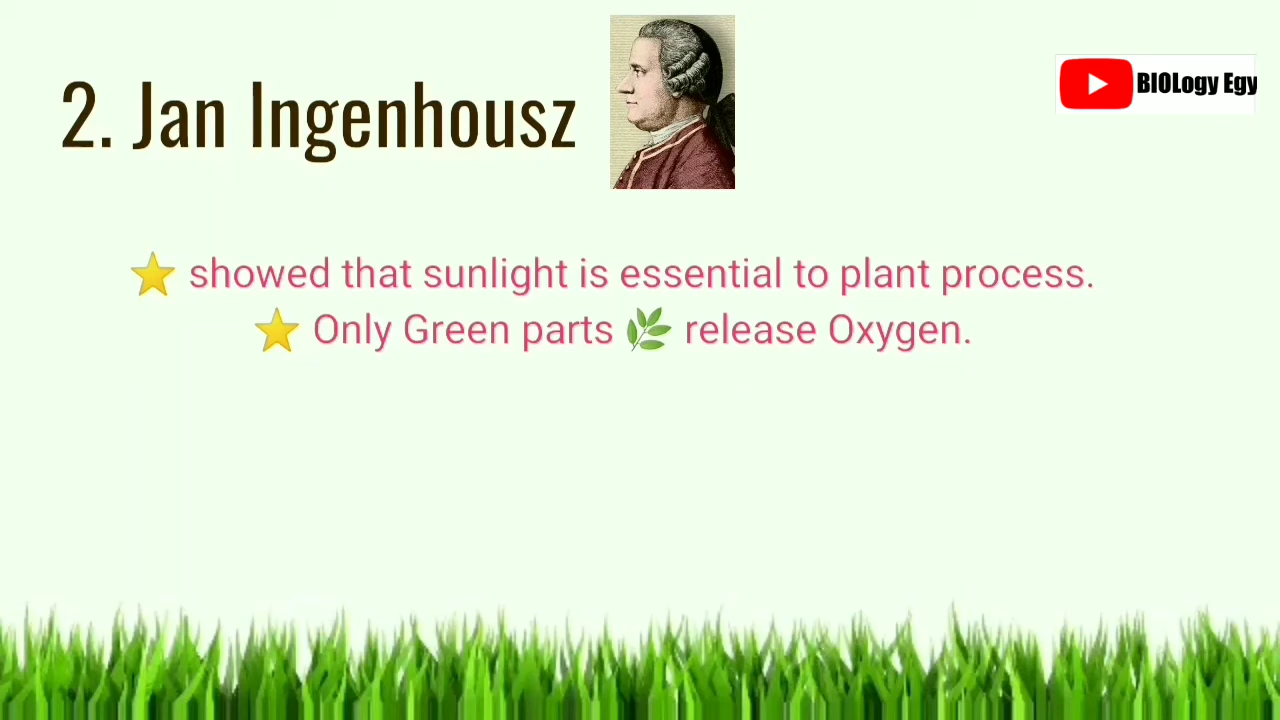 2. Jan Ingenhousz
BIOLogy Egy
⭐ showed that sunlight is essential to plant process.
⭐ Only Green parts 🌿 release Oxygen.